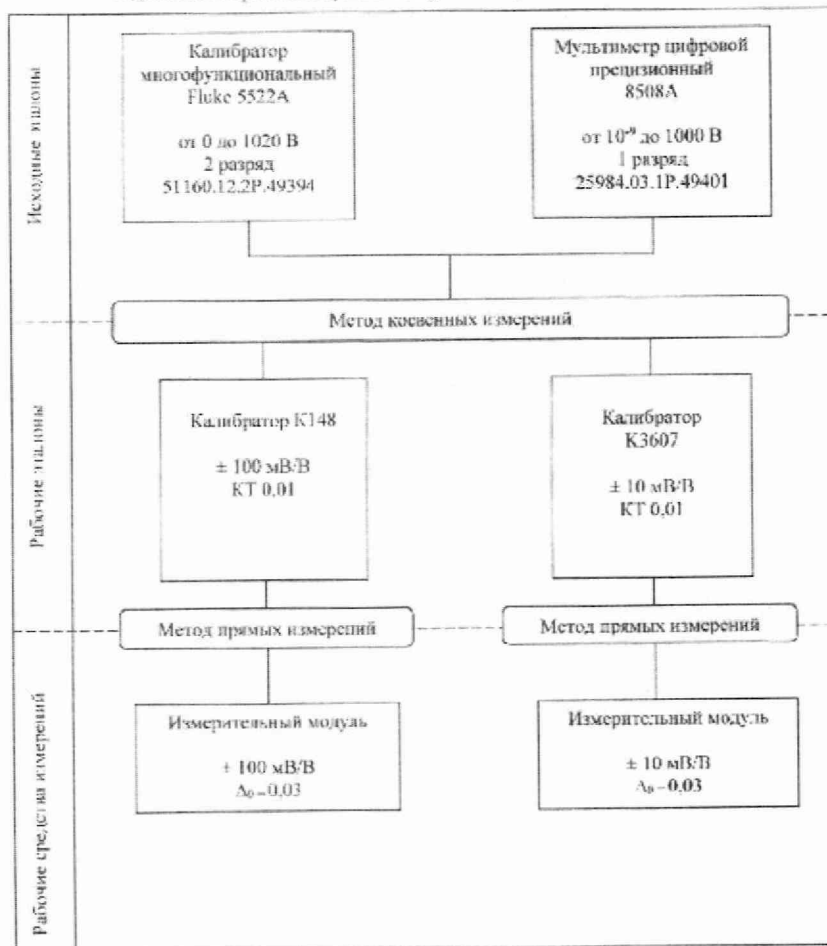 Исходные эталоны
Калибратор
многофункциональный
Fluke 5522A
от 0 до 1020 В
2 разряд
51160.12.2Р.49394
Мультиметр цифровой
прецизионный
8508А
от 10⁻⁹ до 1000 В
1 разряд
25984.03.1Р.49401
Метод косвенных измерений
Рабочие эталоны
Калибратор К148
± 100 мВ/В
КТ 0,01
Калибратор
К3607
± 10 мВ/В
КТ 0,01
Метод прямых измерений
Метод прямых измерений
Рабочие средства измерений
Измерительный модуль
± 100 мВ/В
Δ₀ = 0,03
Измерительный модуль
± 10 мВ/В
Δ₀ = 0,03